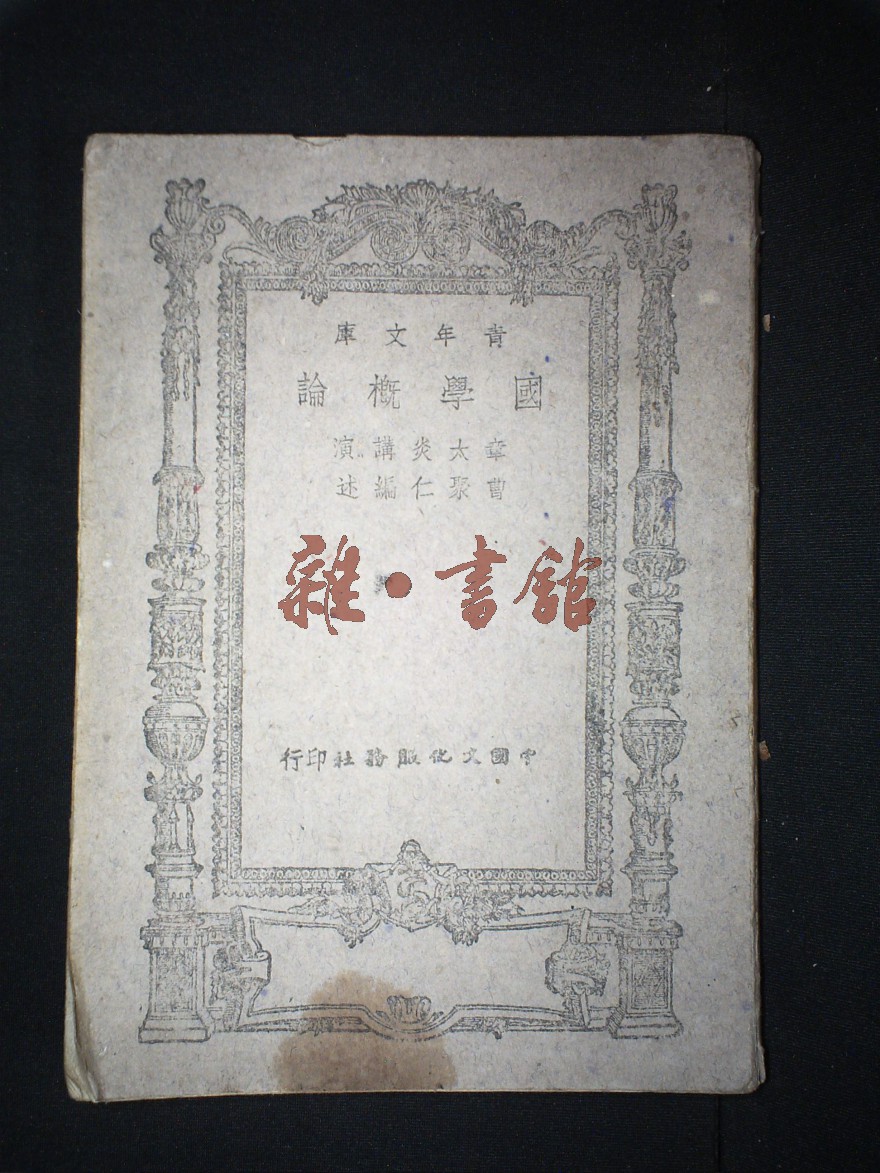 青年文庫
國學概論
章太炎講演
曹聚仁編述
雜·書館
中國文化服務社印行